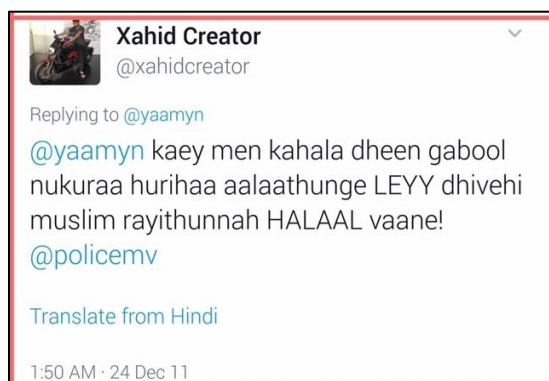 Xahid Creator
@xahidcreator
Replying to @yaamyn
@yaamyn kaey men kahala dheen gabool
nukuraa hurihaa aalaathunge LEYY dhivehi
muslim rayithunnah HALAAL vaane!
@policemv
Translate from Hindi
1:50 AM · 24 Dec 11